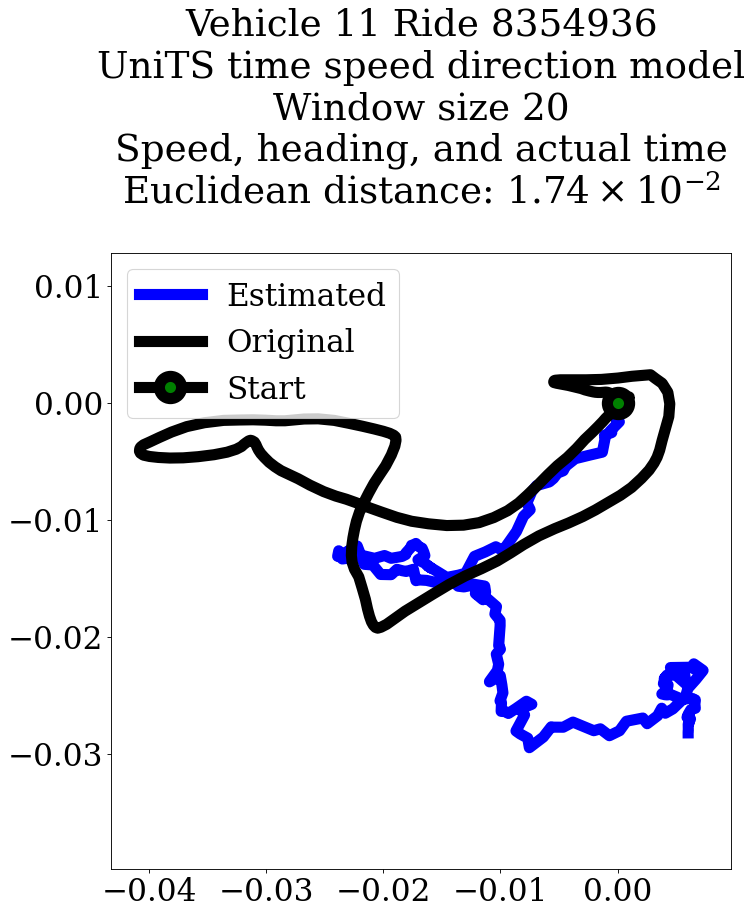 Vehicle 11 Ride 8354936
UniTS time speed direction model
Window size 20
Speed, heading, and actual time
Euclidean distance: 1.74 × 10⁻²
Estimated
Original
Start
0.01
0.00
−0.01
−0.02
−0.03
−0.04 −0.03 −0.02 −0.01 0.00